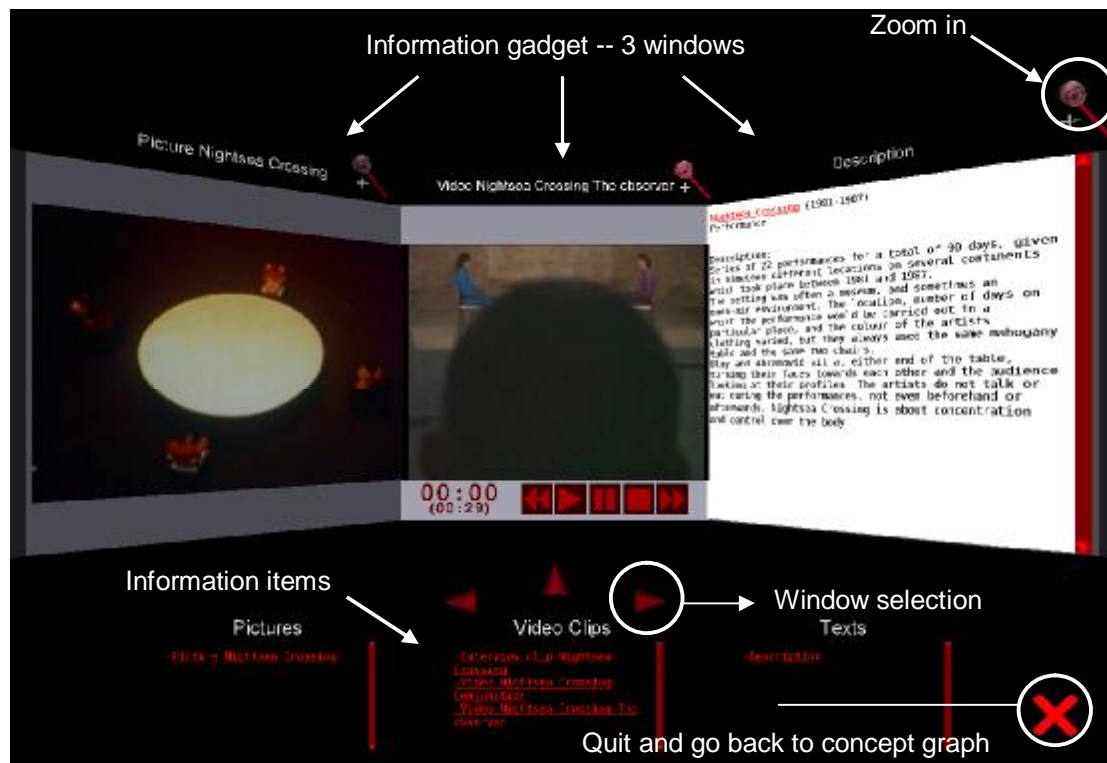 Zoom in
Information gadget -- 3 windows
Picture Nightsea Crossing
Video Nightsea Crossing The observer
Description
Nightsea Crossing (1981-1987)
Performance
Description:
Series of 22 performances for a total of 90 days, given
in nineteen different locations on several continents
took place between 1981 and 1987.
The setting was often a museum, and sometimes an
open-air environment. The location, number of days on
the performance would be carried out in a
particular place, and the colour of the artists
clothing varied, but they always used the same mahogany
table and the same two chairs.
Ulay and Abramovic sit at either end of the table,
turning their faces towards each other and the audience
looking at their profiles. The artists do not talk or
eat during the performances, not even beforehand or
afterwards. Nightsea Crossing is about concentration
and control over the body
00:00
(00:29)
Information items
Window selection
Pictures
Video Clips
Texts
-Picture Nightsea Crossing
-Interview clip Nightsea
Crossing
-Video Nightsea Crossing
Conjunction
-Video Nightsea Crossing The
observer
-Description
Quit and go back to concept graph